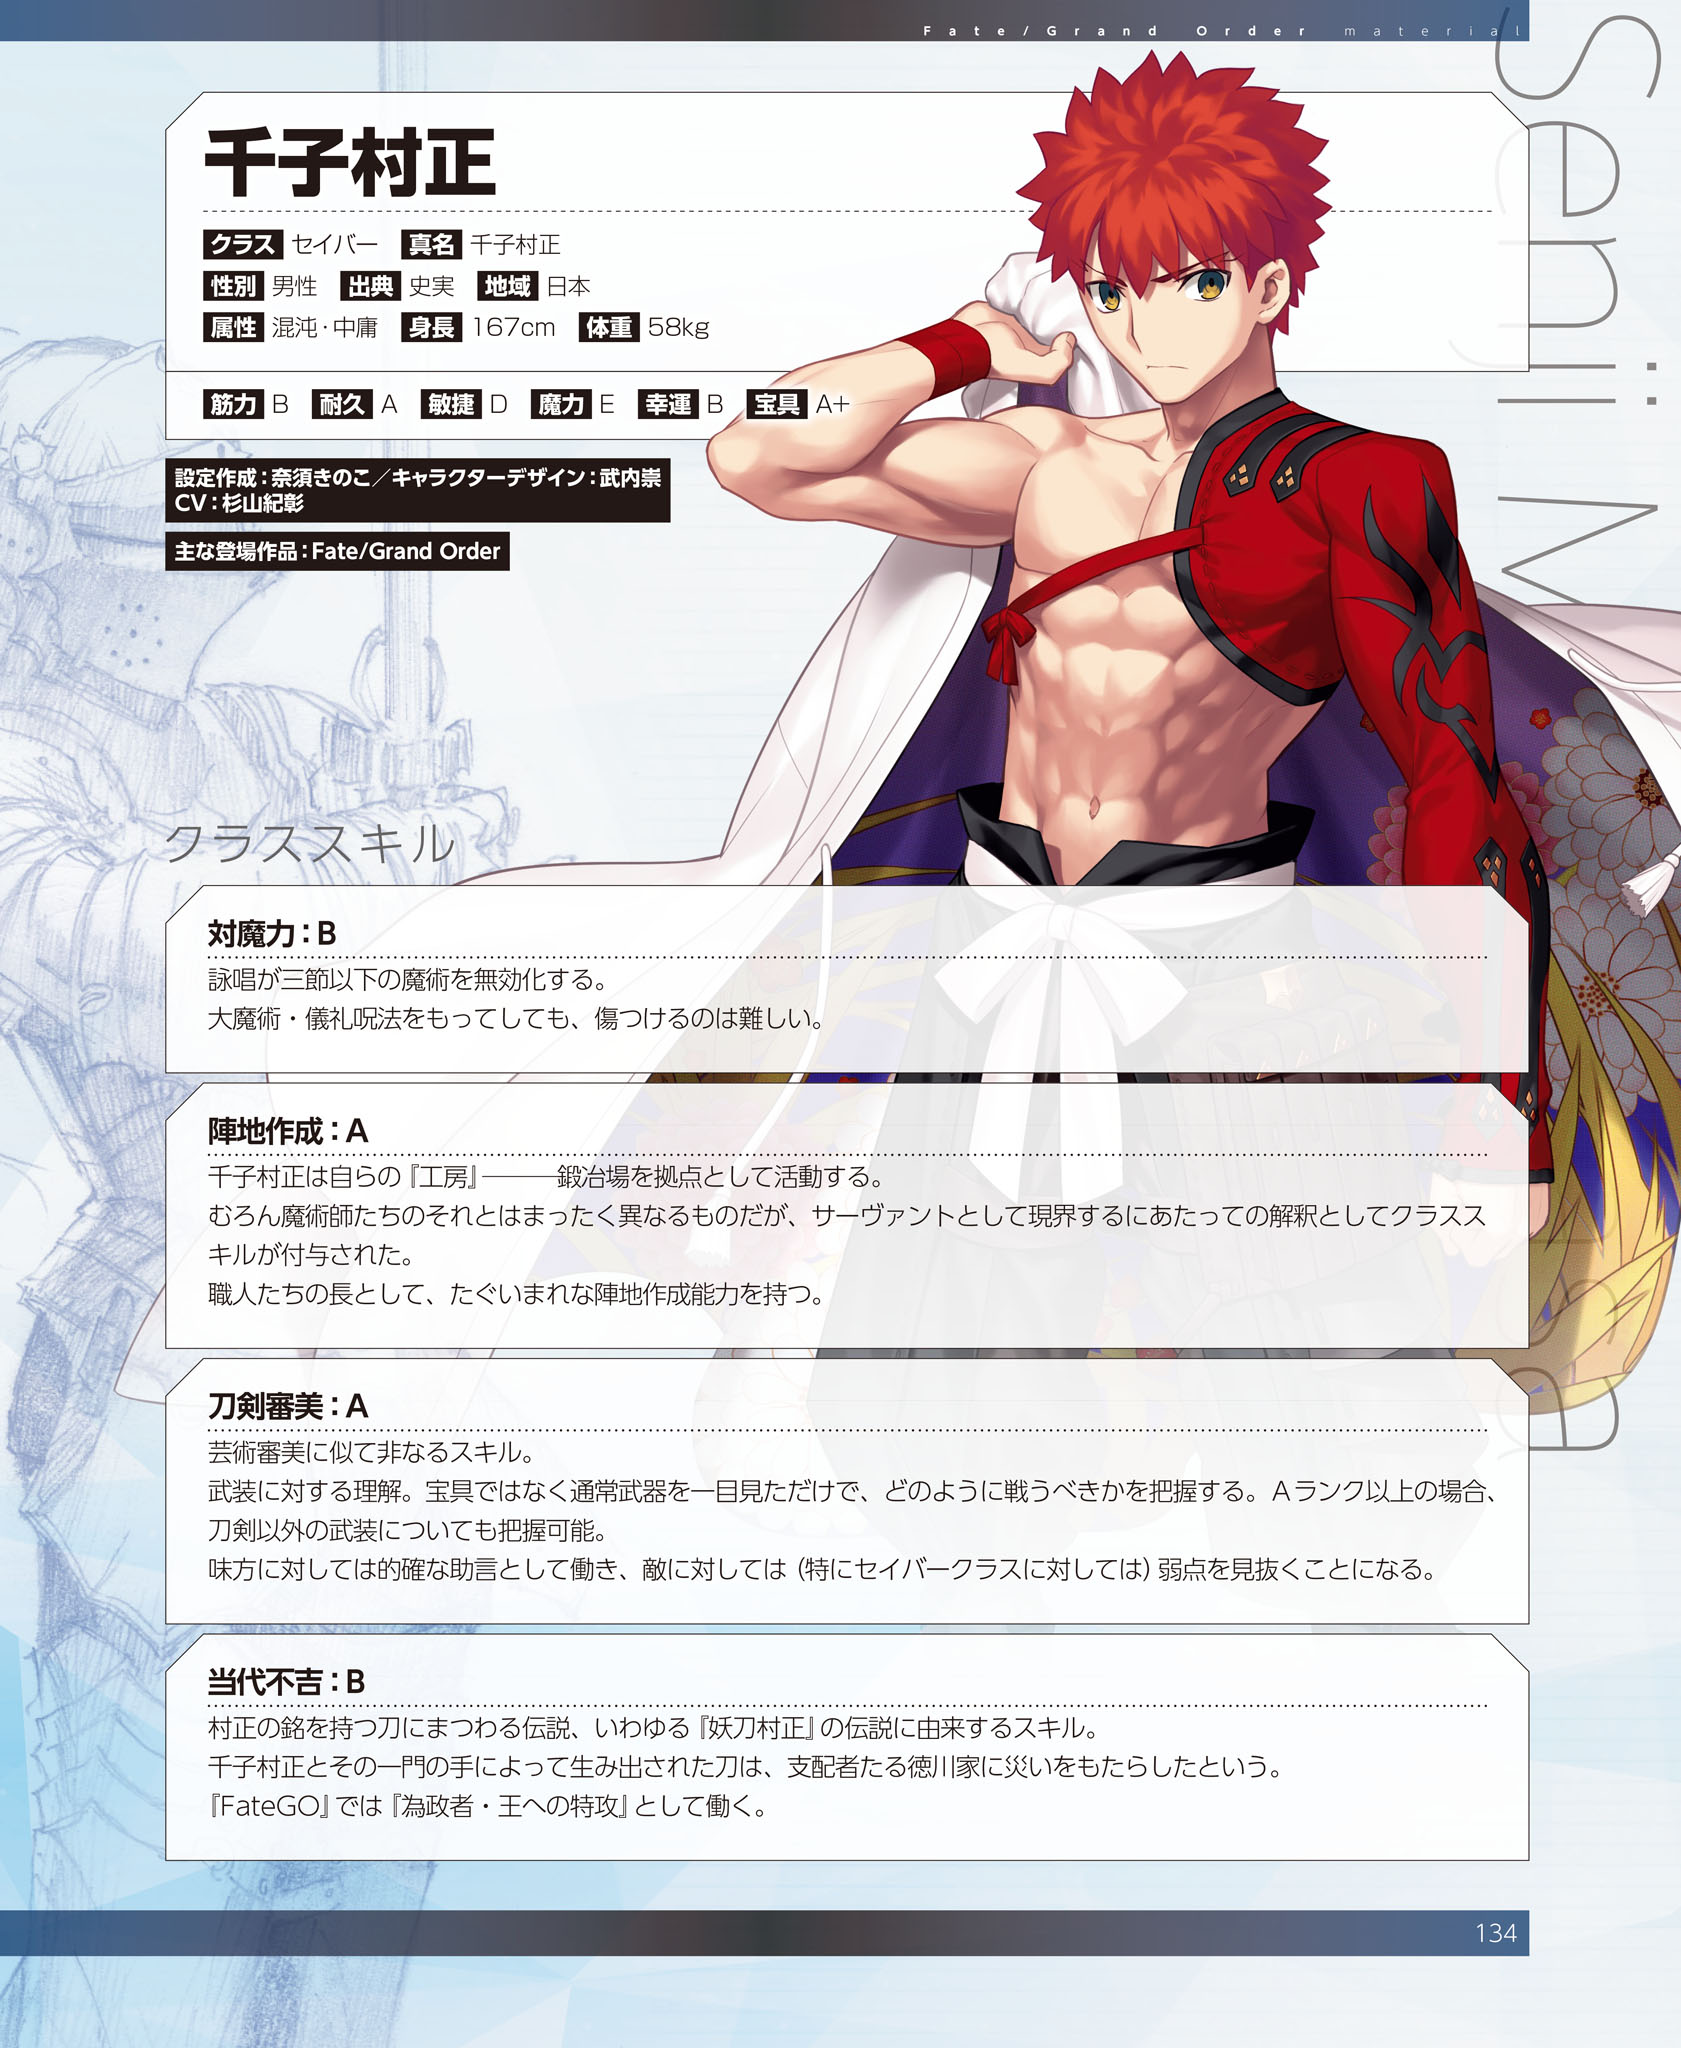 Fate/Grand Order material
千子村正
クラス セイバー 真名 千子村正
性別 男性 出典 史実 地域 日本
属性 混沌・中庸 身長 167cm 体重 58kg
筋力 B 耐久 A 敏捷 D 魔力 E 幸運 B 宝具 A+
設定作成：奈須きのこ／キャラクターデザイン：武内崇
CV：杉山紀彰
主な登場作品：Fate/Grand Order
クラススキル
対魔力：B
詠唱が三節以下の魔術を無効化する。
大魔術・儀礼呪法をもってしても、傷つけるのは難しい。
陣地作成：A
千子村正は自らの『工房』───鍛冶場を拠点として活動する。
むろん魔術師たちのそれとはまったく異なるものだが、サーヴァントとして現界するにあたっての解釈としてクラスス
キルが付与された。
職人たちの長として、たぐいまれな陣地作成能力を持つ。
刀剣審美：A
芸術審美に似て非なるスキル。
武装に対する理解。宝具ではなく通常武器を一目見ただけで、どのように戦うべきかを把握する。Aランク以上の場合、
刀剣以外の武装についても把握可能。
味方に対しては的確な助言として働き、敵に対しては（特にセイバークラスに対しては）弱点を見抜くことになる。
当代不吉：B
村正の銘を持つ刀にまつわる伝説、いわゆる『妖刀村正』の伝説に由来するスキル。
千子村正とその一門の手によって生み出された刀は、支配者たる徳川家に災いをもたらしたという。
『FateGO』では『為政者・王への特攻』として働く。
134